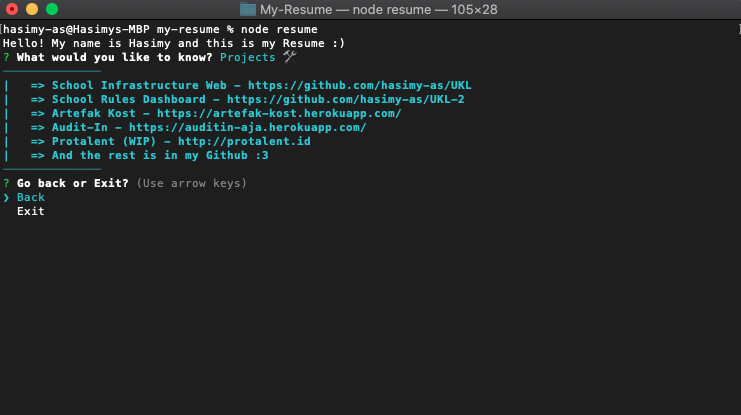 My-Resume — node resume — 105×28
[hasimy-as@Hasimys-MBP my-resume % node resume ]
Hello! My name is Hasimy and this is my Resume :)
? What would you like to know? Projects 🛠
——————————————
|   => School Infrastructure Web – https://github.com/hasimy-as/UKL
|   => School Rules Dashboard – https://github.com/hasimy-as/UKL-2
|   => Artefak Kost – https://artefak-kost.herokuapp.com/
|   => Audit-In – https://auditin-aja.herokuapp.com/
|   => Protalent (WIP) – http://protalent.id
|   => And the rest is in my Github :3
——————————————
? Go back or Exit? (Use arrow keys)
❯ Back
  Exit